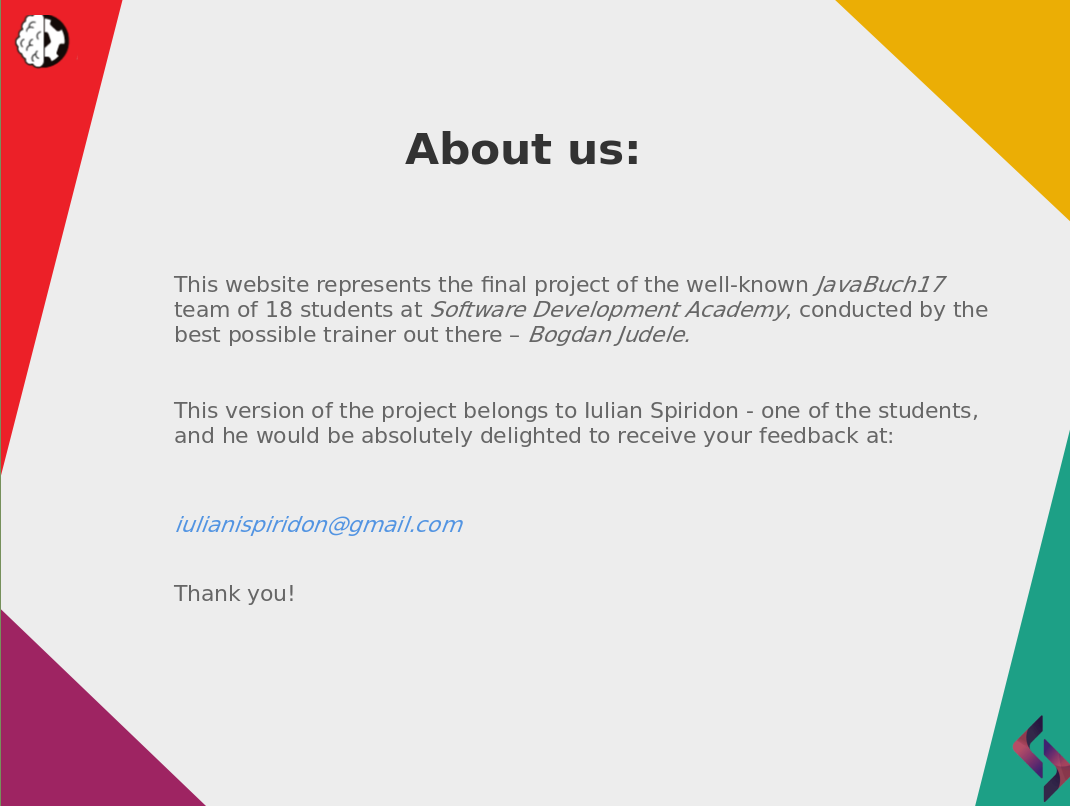 About us:
This website represents the final project of the well-known JavaBuch17
team of 18 students at Software Development Academy, conducted by the
best possible trainer out there – Bogdan Judele.
This version of the project belongs to Iulian Spiridon - one of the students,
and he would be absolutely delighted to receive your feedback at:
iulianispiridon@gmail.com
Thank you!